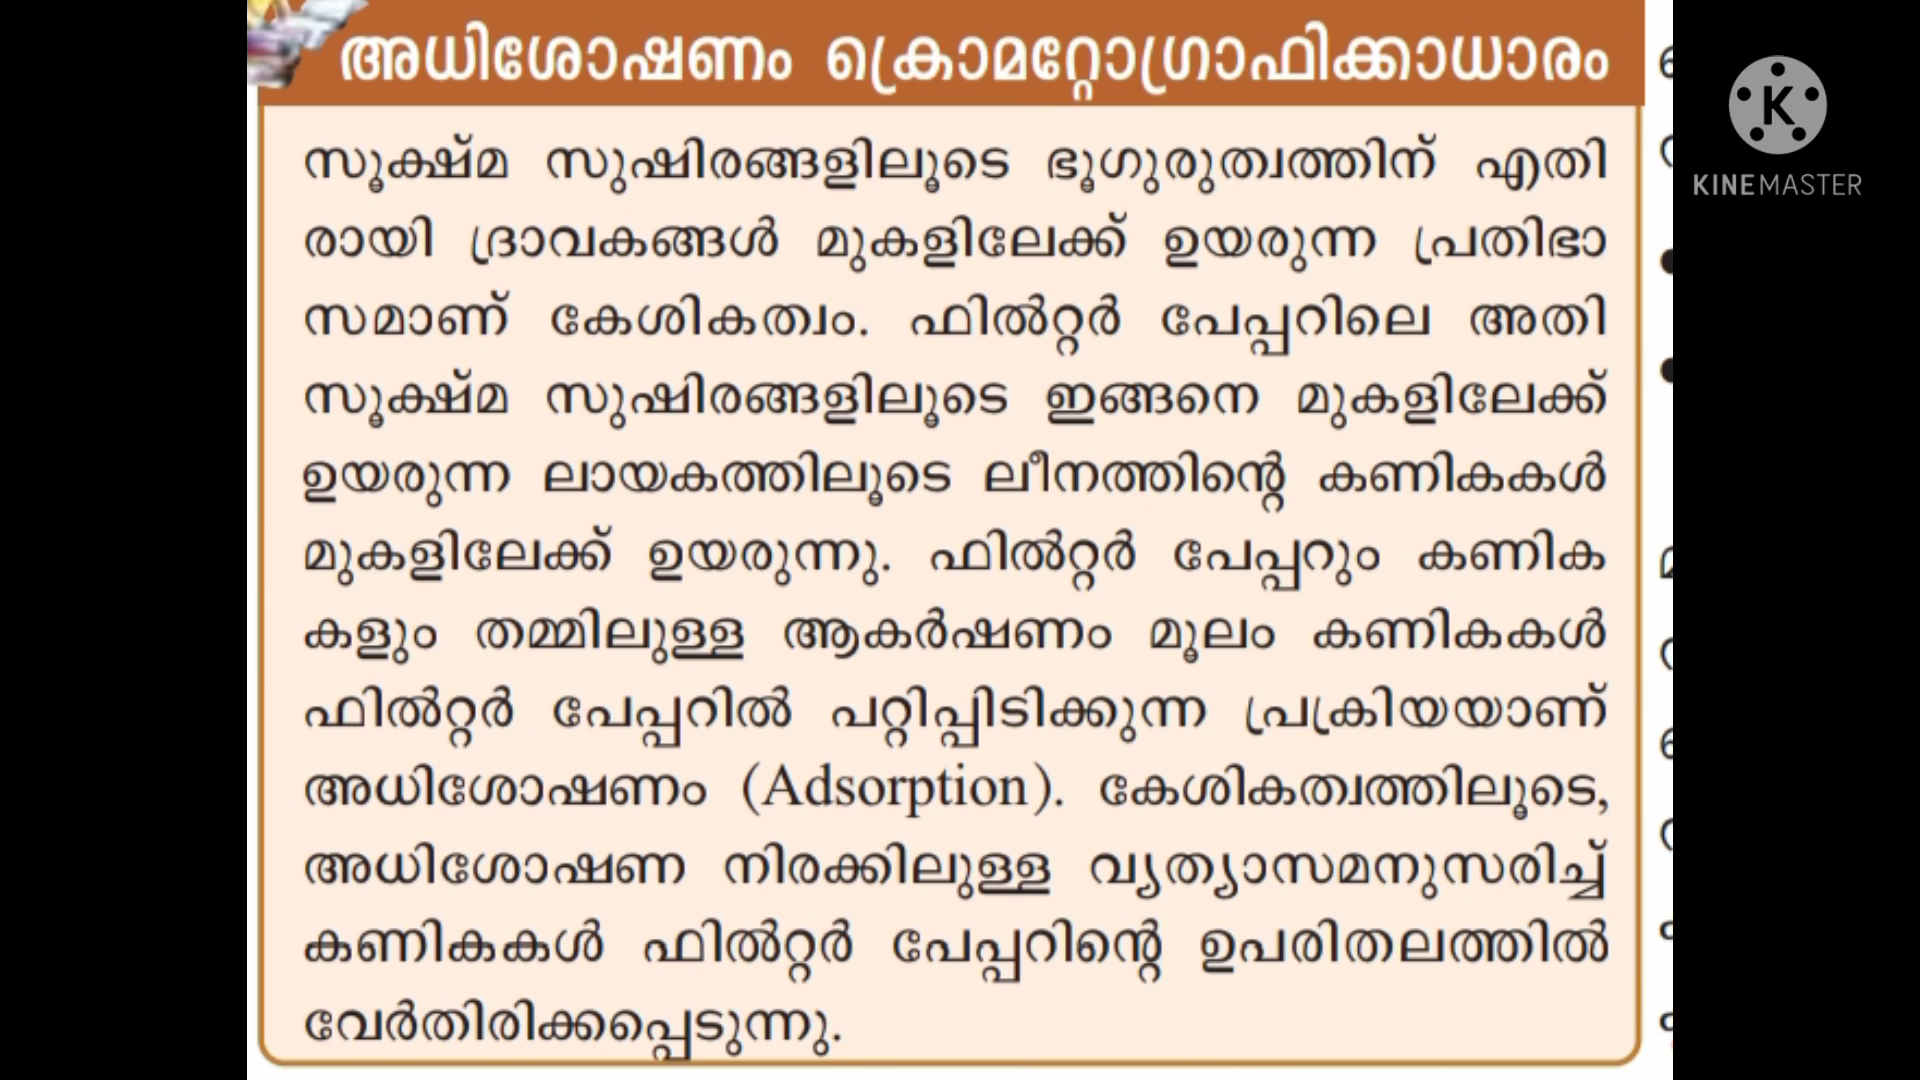 അധിശോഷണം ക്രൊമറ്റോഗ്രാഫിക്കാധാരം
സൂക്ഷ്മ സുഷിരങ്ങളിലൂടെ ഭൂഗുരുത്വത്തിന് എതി
രായി ദ്രാവകങ്ങൾ മുകളിലേക്ക് ഉയരുന്ന പ്രതിഭാ
സമാണ് കേശികത്വം. ഫിൽറ്റർ പേപ്പറിലെ അതി
സൂക്ഷ്മ സുഷിരങ്ങളിലൂടെ ഇങ്ങനെ മുകളിലേക്ക്
ഉയരുന്ന ലായകത്തിലൂടെ ലീനത്തിന്റെ കണികകൾ
മുകളിലേക്ക് ഉയരുന്നു. ഫിൽറ്റർ പേപ്പറും കണിക
കളും തമ്മിലുള്ള ആകർഷണം മൂലം കണികകൾ
ഫിൽറ്റർ പേപ്പറിൽ പറ്റിപ്പിടിക്കുന്ന പ്രക്രിയയാണ്
അധിശോഷണം (Adsorption). കേശികത്വത്തിലൂടെ,
അധിശോഷണ നിരക്കിലുള്ള വ്യത്യാസമനുസരിച്ച്
കണികകൾ ഫിൽറ്റർ പേപ്പറിന്റെ ഉപരിതലത്തിൽ
വേർതിരിക്കപ്പെടുന്നു.
K
KINEMASTER